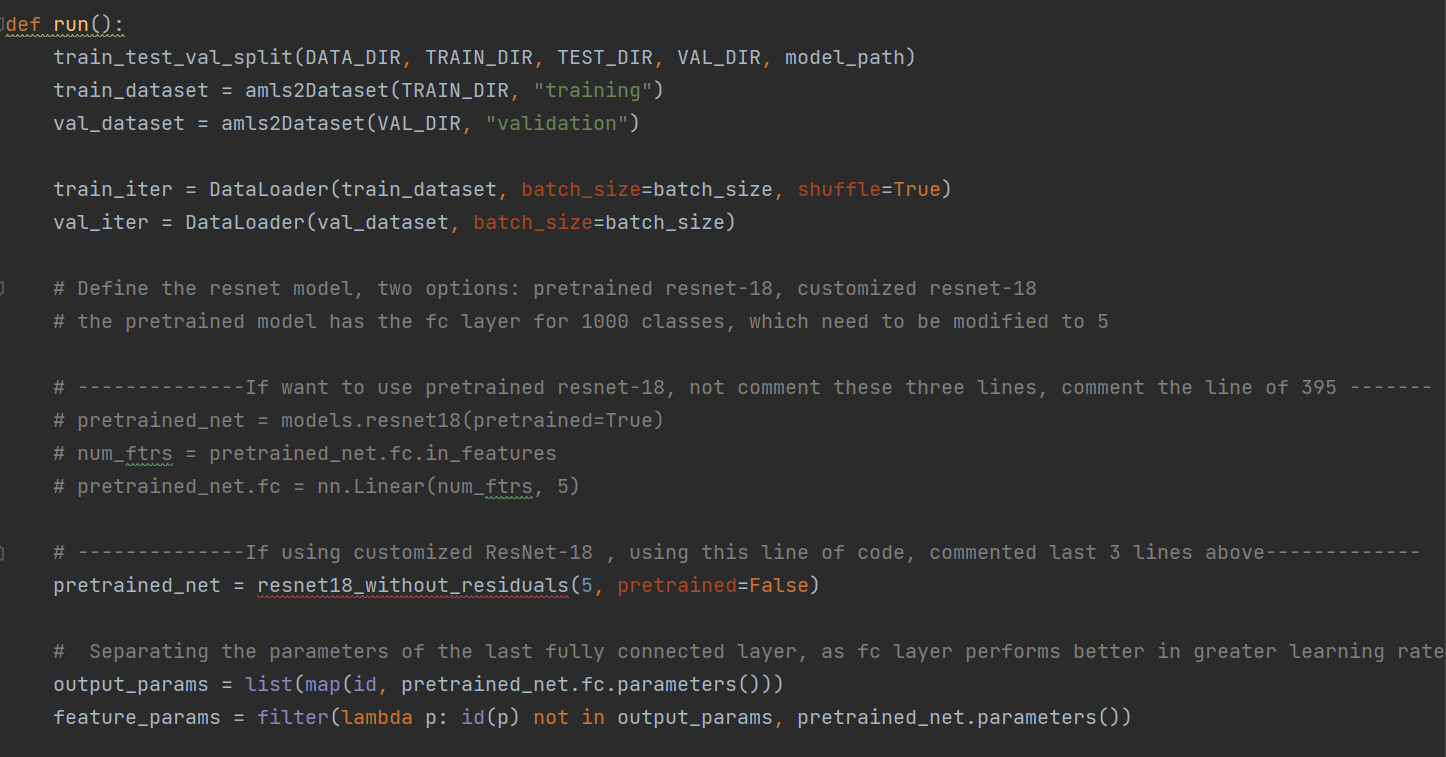 def run():
    train_test_val_split(DATA_DIR, TRAIN_DIR, TEST_DIR, VAL_DIR, model_path)
    train_dataset = amls2Dataset(TRAIN_DIR, "training")
    val_dataset = amls2Dataset(VAL_DIR, "validation")
    train_iter = DataLoader(train_dataset, batch_size=batch_size, shuffle=True)
    val_iter = DataLoader(val_dataset, batch_size=batch_size)
    # Define the resnet model, two options: pretrained resnet-18, customized resnet-18
    # the pretrained model has the fc layer for 1000 classes, which need to be modified to 5
    # --------------If want to use pretrained resnet-18, not comment these three lines, comment the line of 395 -------
    # pretrained_net = models.resnet18(pretrained=True)
    # num_ftrs = pretrained_net.fc.in_features
    # pretrained_net.fc = nn.Linear(num_ftrs, 5)
    # --------------If using customized ResNet-18 , using this line of code, commented last 3 lines above-------------
    pretrained_net = resnet18_without_residuals(5, pretrained=False)
    #  Separating the parameters of the last fully connected layer, as fc layer performs better in greater learning rate
    output_params = list(map(id, pretrained_net.fc.parameters()))
    feature_params = filter(lambda p: id(p) not in output_params, pretrained_net.parameters())